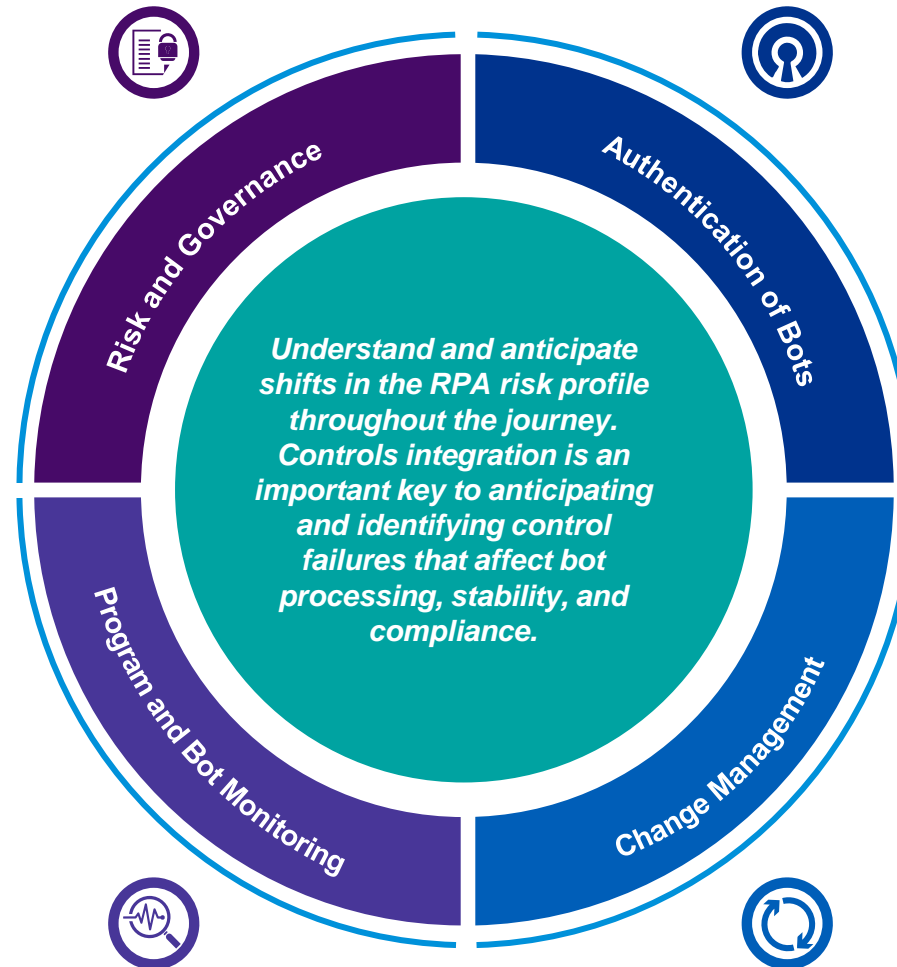 Risk and Governance
Authentication of Bots
Understand and anticipate
shifts in the RPA risk profile
throughout the journey.
Controls integration is an
important key to anticipating
and identifying control
failures that affect bot
processing, stability, and
compliance.
Program and Bot Monitoring
Change Management